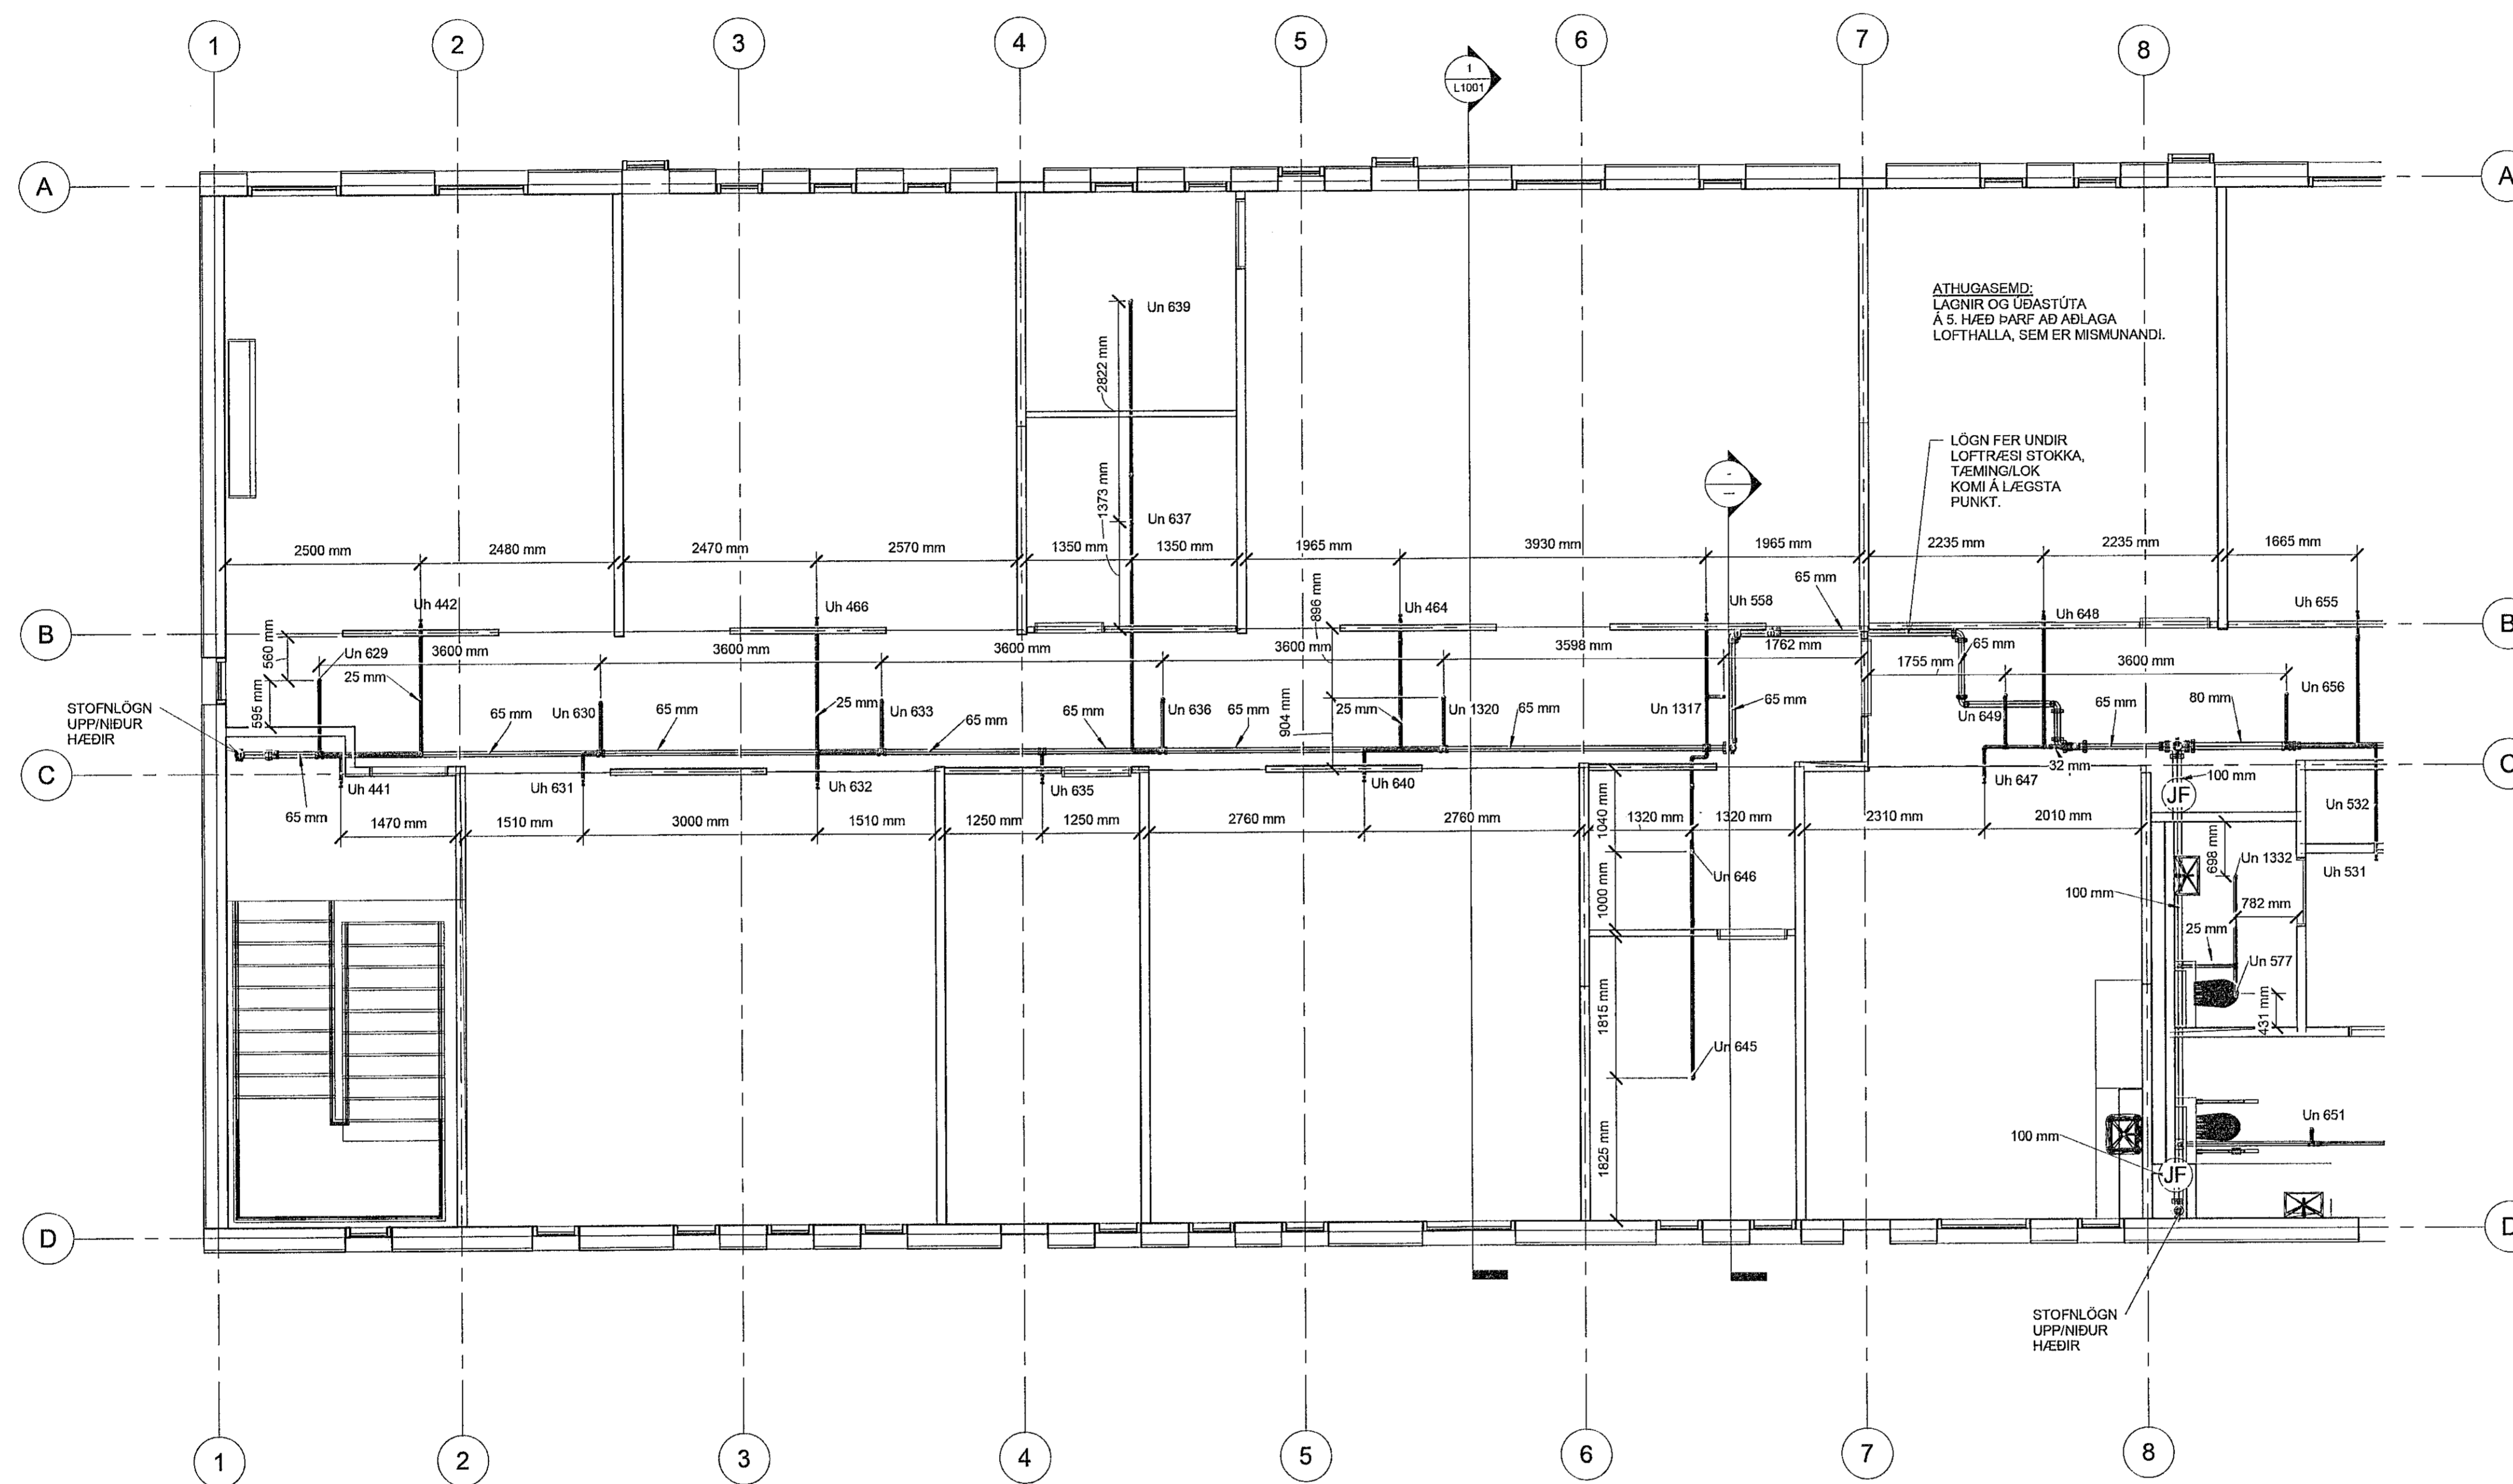 1
2
3
4
5
6
7
8
1
L1001
A
A
Un 639
ATHUGASEMD:
LAGNIR OG ÚÐASTÚTA
Á 5. HÆÐ ÞARF AÐ AÐLAGA
LOFTHALLA, SEM ER MISMUNANDI.
2822 mm
LÖGN FER UNDIR
LOFTRÆSI STOKKA,
TÆMING/LOK
KOMI Á LÆGSTA
PUNKT.
1373 mm
Un 637
2500 mm
2480 mm
2470 mm
2570 mm
1350 mm
1350 mm
1965 mm
3930 mm
1965 mm
2235 mm
2235 mm
1665 mm
65 mm
Uh 442
Uh 466
896 mm
Uh 464
Uh 558
Uh 648
Uh 655
B
B
560 mm
Un 629
3600 mm
3600 mm
3600 mm
3600 mm
3598 mm
1762 mm
65 mm
1755 mm
3600 mm
25 mm
595 mm
STOFNLÖGN
UPP/NIÐUR
HÆÐIR
65 mm
Un 630
65 mm
25 mm
Un 633
65 mm
65 mm
Un 636
65 mm
904 mm
25 mm
Un 1320
65 mm
Un 1317
65 mm
Un 649
65 mm
80 mm
Un 656
C
C
65 mm
Uh 441
Uh 631
Uh 632
Uh 635
Uh 640
Uh 647
32 mm
100 mm
JF
Un 532
1470 mm
1510 mm
3000 mm
1510 mm
1250 mm
1250 mm
2760 mm
2760 mm
1040 mm
1320 mm
1320 mm
2310 mm
2010 mm
698 mm
Un 1332
Uh 531
1000 mm
Un 646
100 mm
782 mm
25 mm
Un 577
431 mm
1815 mm
Un 645
Un 651
1825 mm
100 mm
JF
D
D
STOFNLÖGN
UPP/NIÐUR
HÆÐIR
1
2
3
4
5
6
7
8